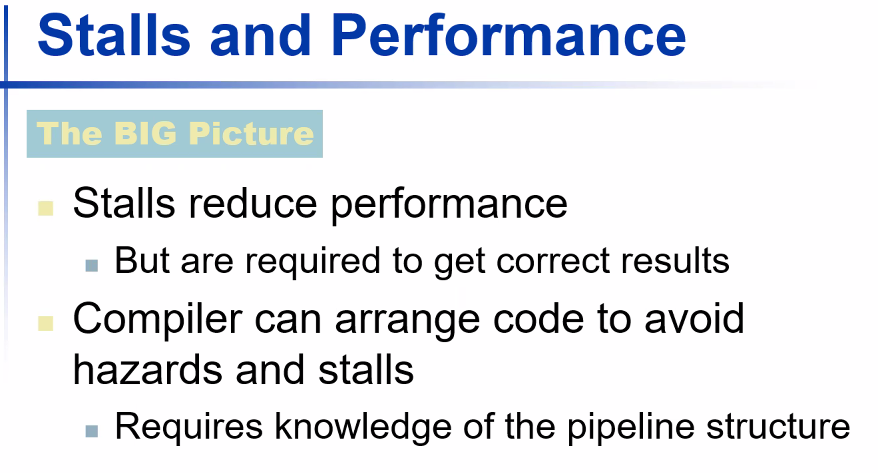 Stalls and Performance
The BIG Picture
Stalls reduce performance
But are required to get correct results
Compiler can arrange code to avoid
hazards and stalls
Requires knowledge of the pipeline structure